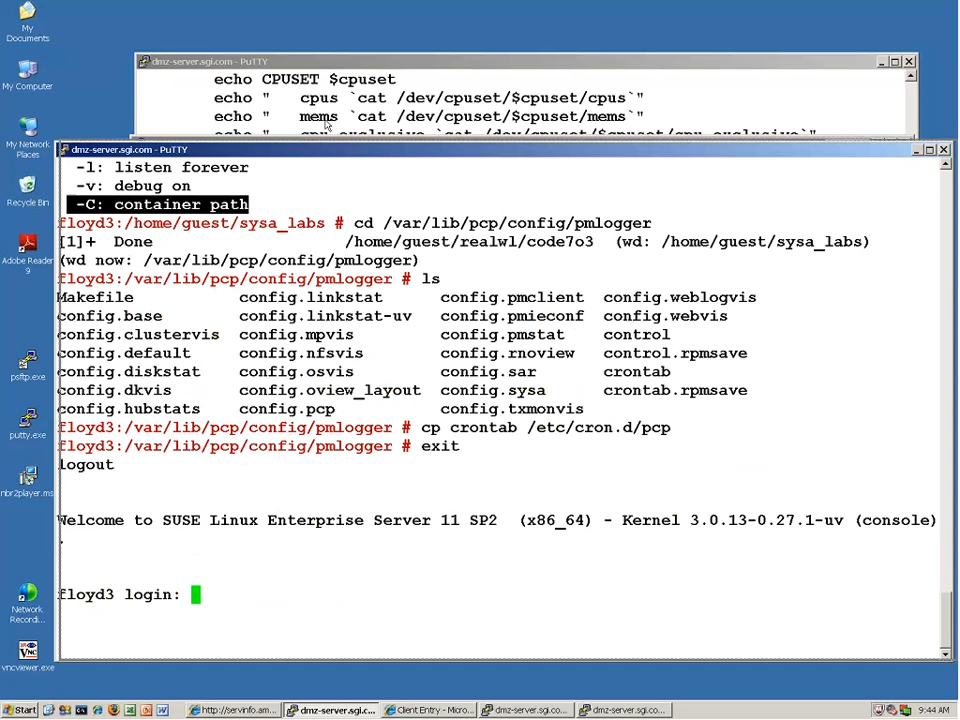 My
Documents
My Computer
My Network
Places
Recycle Bin
Adobe Reader
9
psftp.exe
putty.exe
nbr2player.ms
Network
Recordi...
vncviewer.exe
dmz-server.sgi.com - PuTTY
echo CPUSET $cpuset
echo "   cpus `cat /dev/cpuset/$cpuset/cpus`"
echo "   mems `cat /dev/cpuset/$cpuset/mems`"
echo "   cpu_exclusive `cat /dev/cpuset/$cpuset/cpu_exclusive`"
dmz-server.sgi.com - PuTTY
-l: listen forever
-v: debug on
-C: container path
floyd3:/home/guest/sysa_labs # cd /var/lib/pcp/config/pmlogger
[1]+  Done                    /home/guest/realwl/code7o3  (wd: /home/guest/sysa_labs)
(wd now: /var/lib/pcp/config/pmlogger)
floyd3:/var/lib/pcp/config/pmlogger # ls
Makefile           config.linkstat      config.pmclient   config.weblogvis
config.base        config.linkstat-uv   config.pmieconf   config.webvis
config.clustervis  config.mpvis         config.pmstat     control
config.default     config.nfsvis        config.rnoview    control.rpmsave
config.diskstat    config.osvis         config.sar        crontab
config.dkvis       config.oview_layout  config.sysa       crontab.rpmsave
config.hubstats    config.pcp           config.txmonvis
floyd3:/var/lib/pcp/config/pmlogger # cp crontab /etc/cron.d/pcp
floyd3:/var/lib/pcp/config/pmlogger # exit
logout
Welcome to SUSE Linux Enterprise Server 11 SP2  (x86_64) - Kernel 3.0.13-0.27.1-uv (console)
.
floyd3 login:
Start
http://servinfo.am...
dmz-server.sgi.c...
Client Entry - Micro...
dmz-server.sgi.co...
dmz-server.sgi.co...
9:44 AM